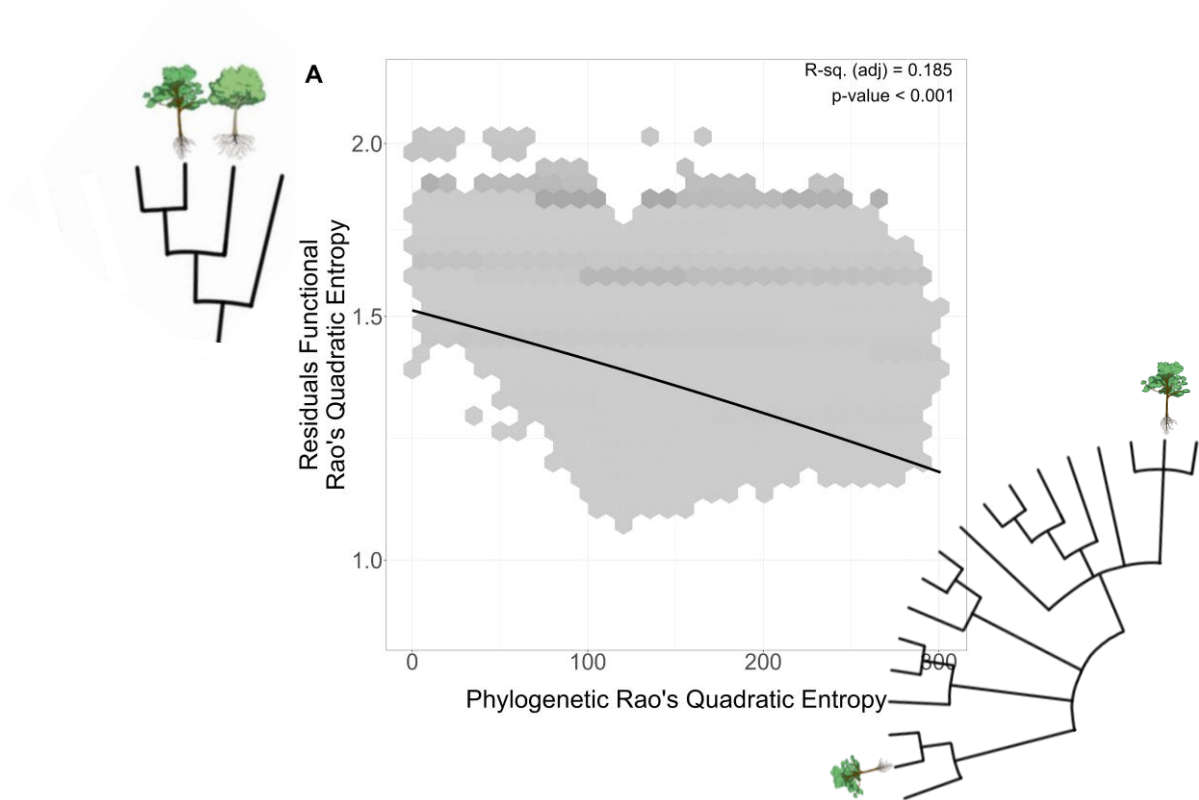 A
R-sq. (adj) = 0.185
p-value < 0.001
Residuals Functional
Rao's Quadratic Entropy
2.0
1.5
1.0
0
100
200
300
Phylogenetic Rao's Quadratic Entropy